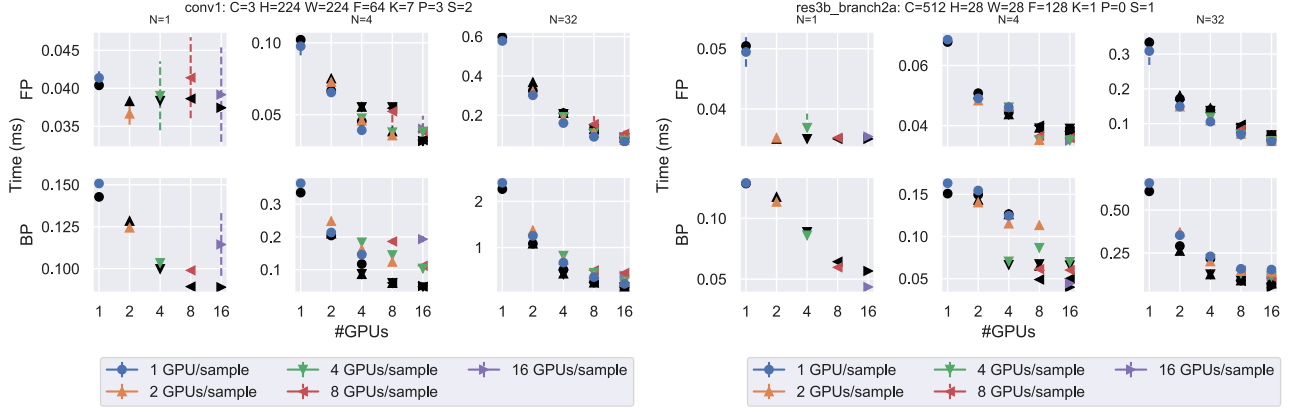 conv1: C=3 H=224 W=224 F=64 K=7 P=3 S=2
N=1 N=4 N=32
FP
0.045
0.040
0.035
0.10
0.05
0.6
0.4
0.2
Time (ms)
BP
0.150
0.125
0.100
0.3
0.2
0.1
2
1
1 2 4 8 16 1 2 4 8 16 1 2 4 8 16
#GPUs
1 GPU/sample 4 GPUs/sample 16 GPUs/sample
2 GPUs/sample 8 GPUs/sample
res3b_branch2a: C=512 H=28 W=28 F=128 K=1 P=0 S=1
N=1 N=4 N=32
FP
0.05
0.04
0.06
0.04
0.3
0.2
0.1
Time (ms)
BP
0.10
0.05
0.15
0.10
0.05
0.50
0.25
1 2 4 8 16 1 2 4 8 16 1 2 4 8 16
#GPUs
1 GPU/sample 4 GPUs/sample 16 GPUs/sample
2 GPUs/sample 8 GPUs/sample